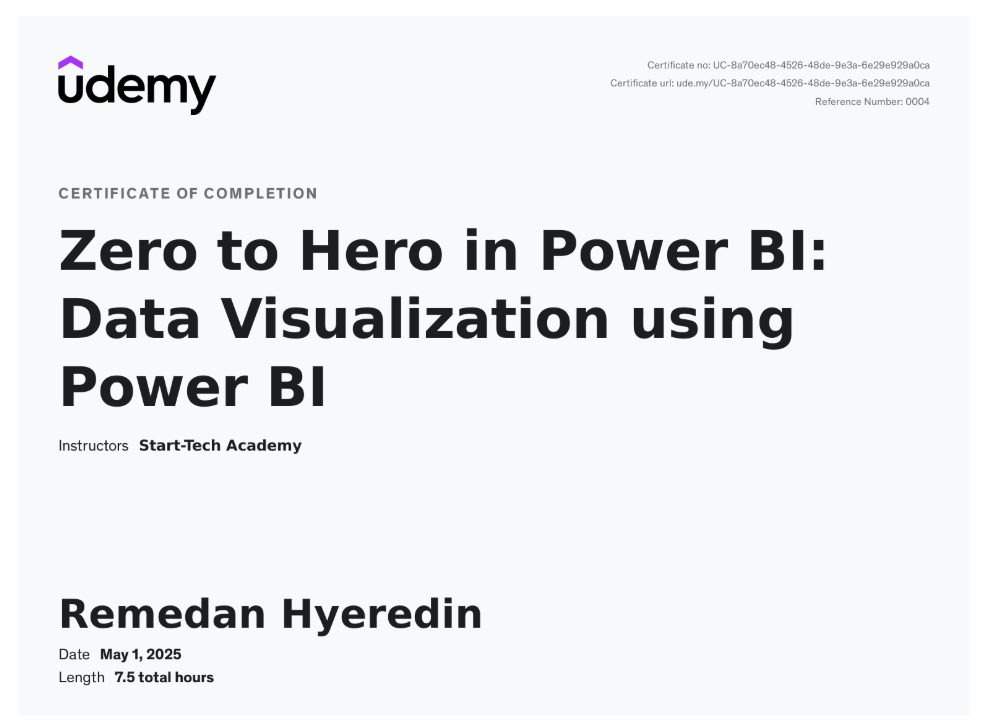 udemy
Certificate no: UC-8a70ec48-4526-48de-9e3a-6e29e929a0ca
Certificate url: ude.my/UC-8a70ec48-4526-48de-9e3a-6e29e929a0ca
Reference Number: 0004
CERTIFICATE OF COMPLETION
Zero to Hero in Power BI:
Data Visualization using
Power BI
Instructors Start-Tech Academy
Remedan Hyeredin
Date May 1, 2025
Length 7.5 total hours